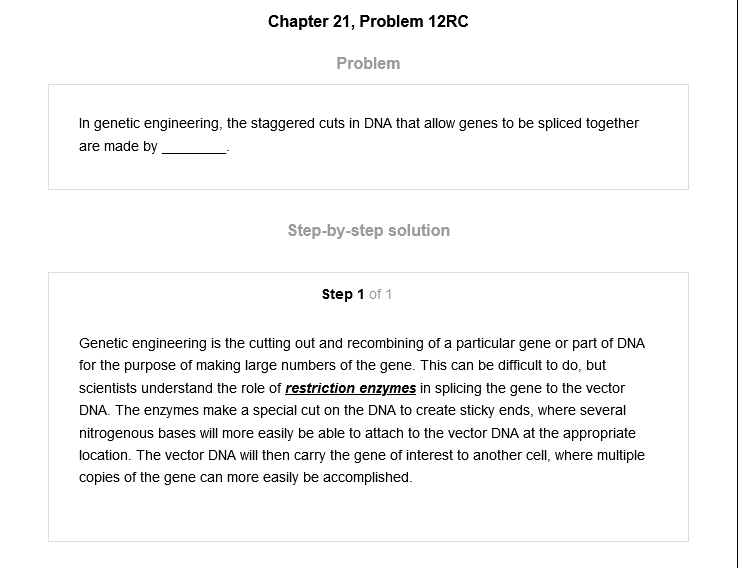 Chapter 21, Problem 12RC
Problem
In genetic engineering, the staggered cuts in DNA that allow genes to be spliced together
are made by ________.
Step-by-step solution
Step 1 of 1
Genetic engineering is the cutting out and recombining of a particular gene or part of DNA
for the purpose of making large numbers of the gene. This can be difficult to do, but
scientists understand the role of restriction enzymes in splicing the gene to the vector
DNA. The enzymes make a special cut on the DNA to create sticky ends, where several
nitrogenous bases will more easily be able to attach to the vector DNA at the appropriate
location. The vector DNA will then carry the gene of interest to another cell, where multiple
copies of the gene can more easily be accomplished.